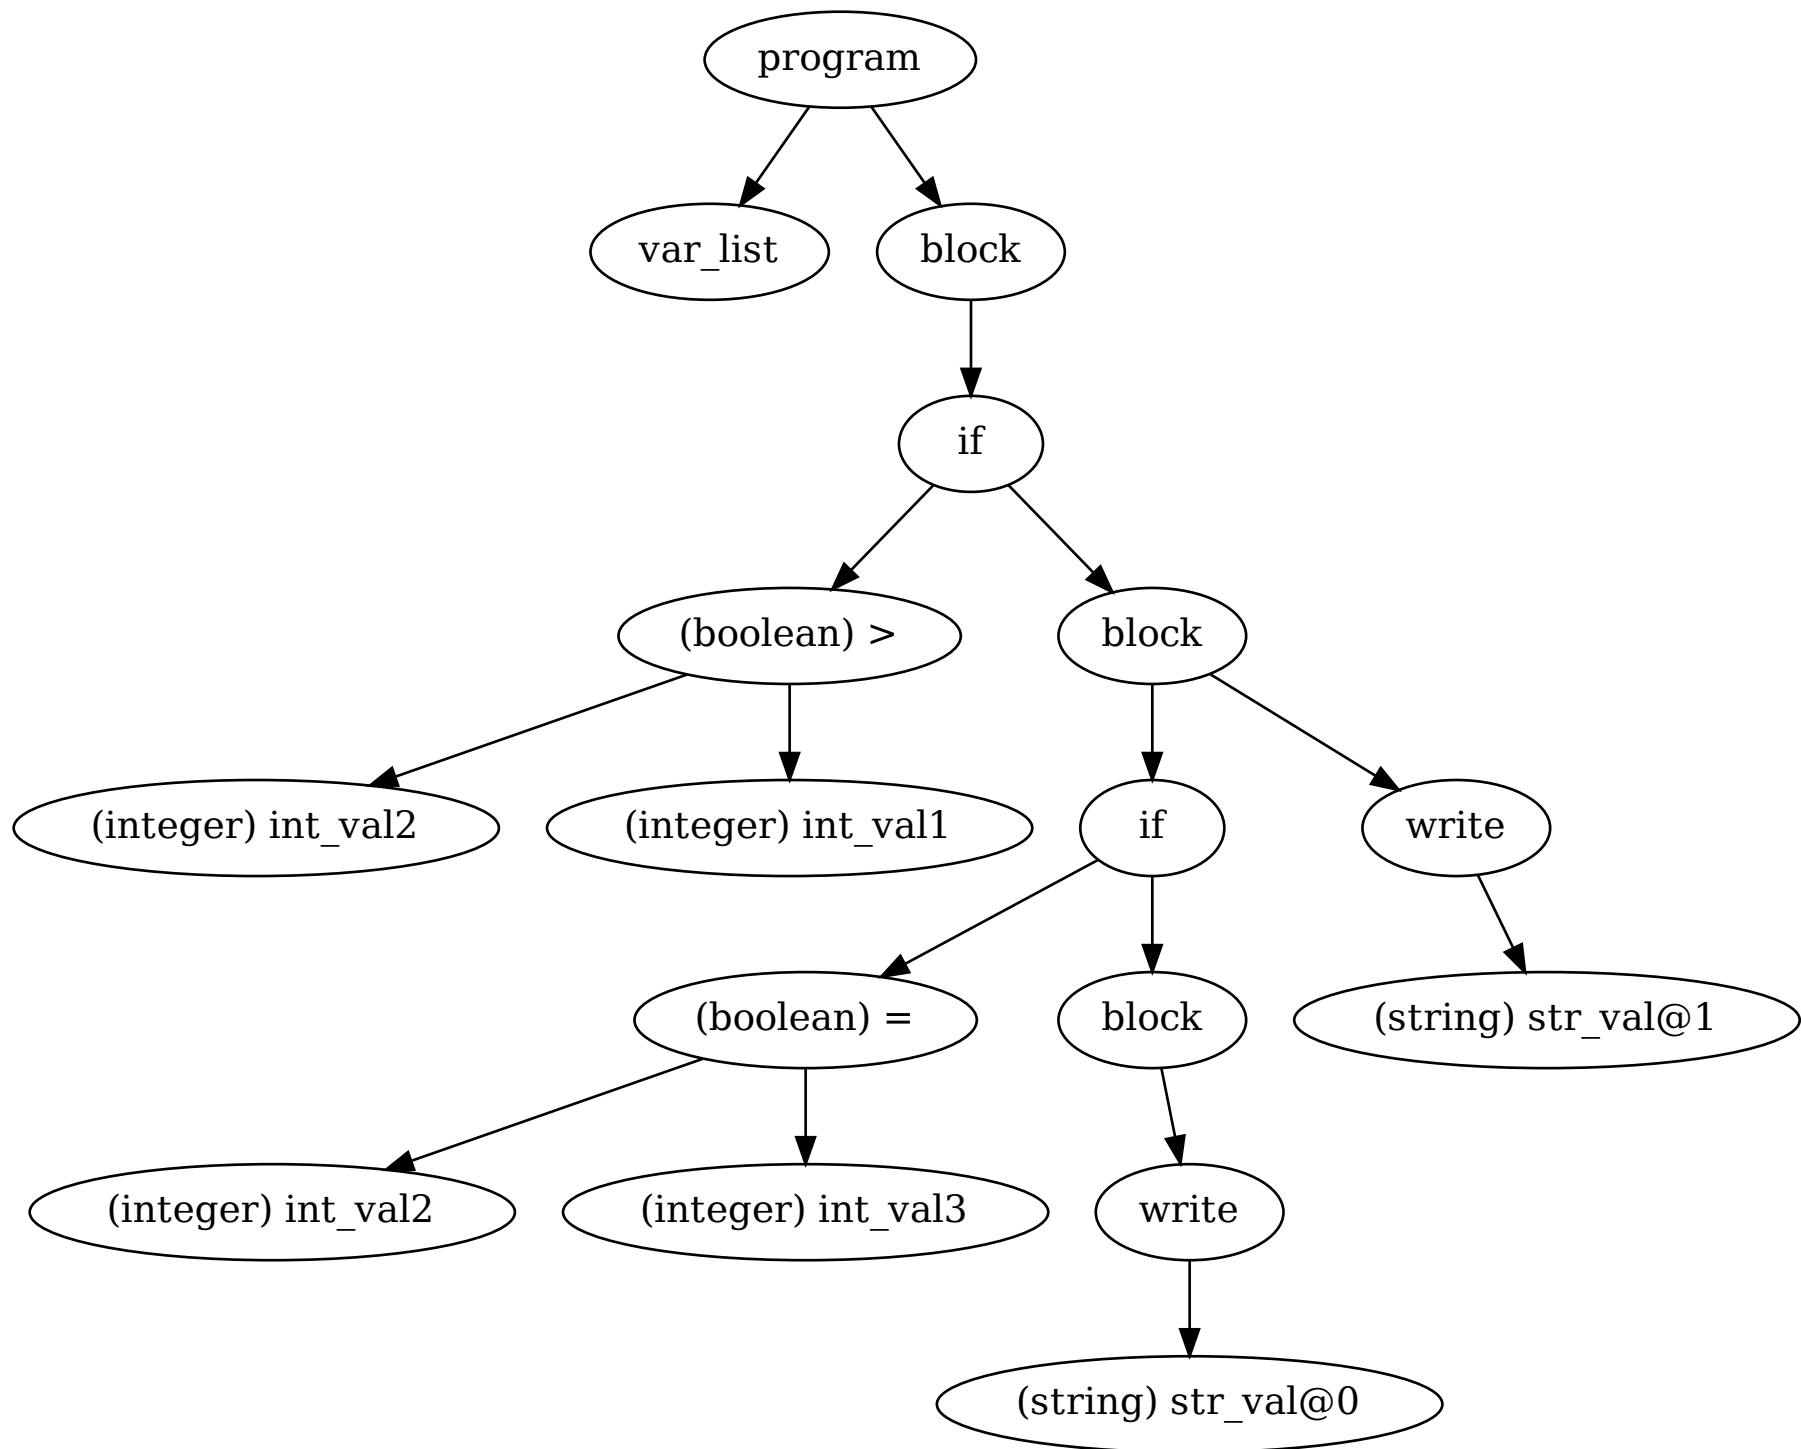 program
var_list
block
if
(boolean) >
block
(integer) int_val2
(integer) int_val1
if
write
(boolean) =
block
(string) str_val@1
(integer) int_val2
(integer) int_val3
write
(string) str_val@0